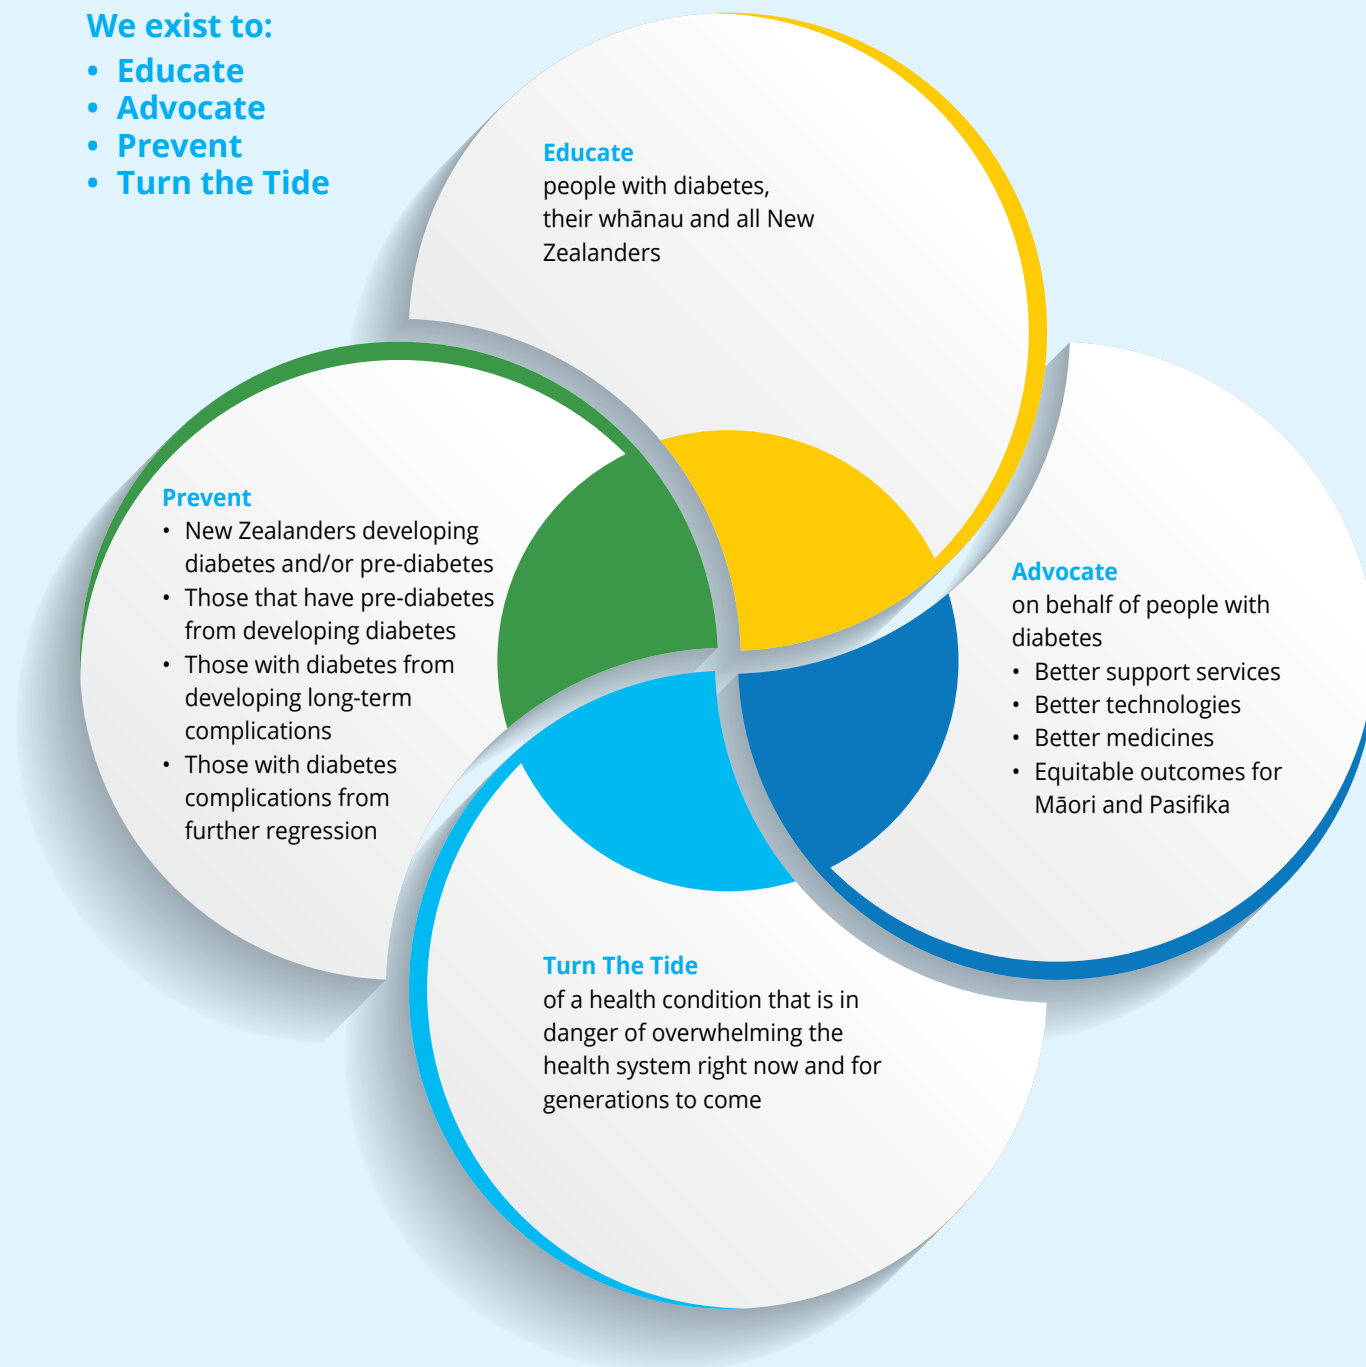 We exist to:
• Educate
• Advocate
• Prevent
• Turn the Tide
Educate
people with diabetes,
their whānau and all New
Zealanders
Prevent
• New Zealanders developing
diabetes and/or pre-diabetes
• Those that have pre-diabetes
from developing diabetes
• Those with diabetes from
developing long-term
complications
• Those with diabetes
complications from
further regression
Advocate
on behalf of people with
diabetes
• Better support services
• Better technologies
• Better medicines
• Equitable outcomes for
Māori and Pasifika
Turn The Tide
of a health condition that is in
danger of overwhelming the
health system right now and for
generations to come